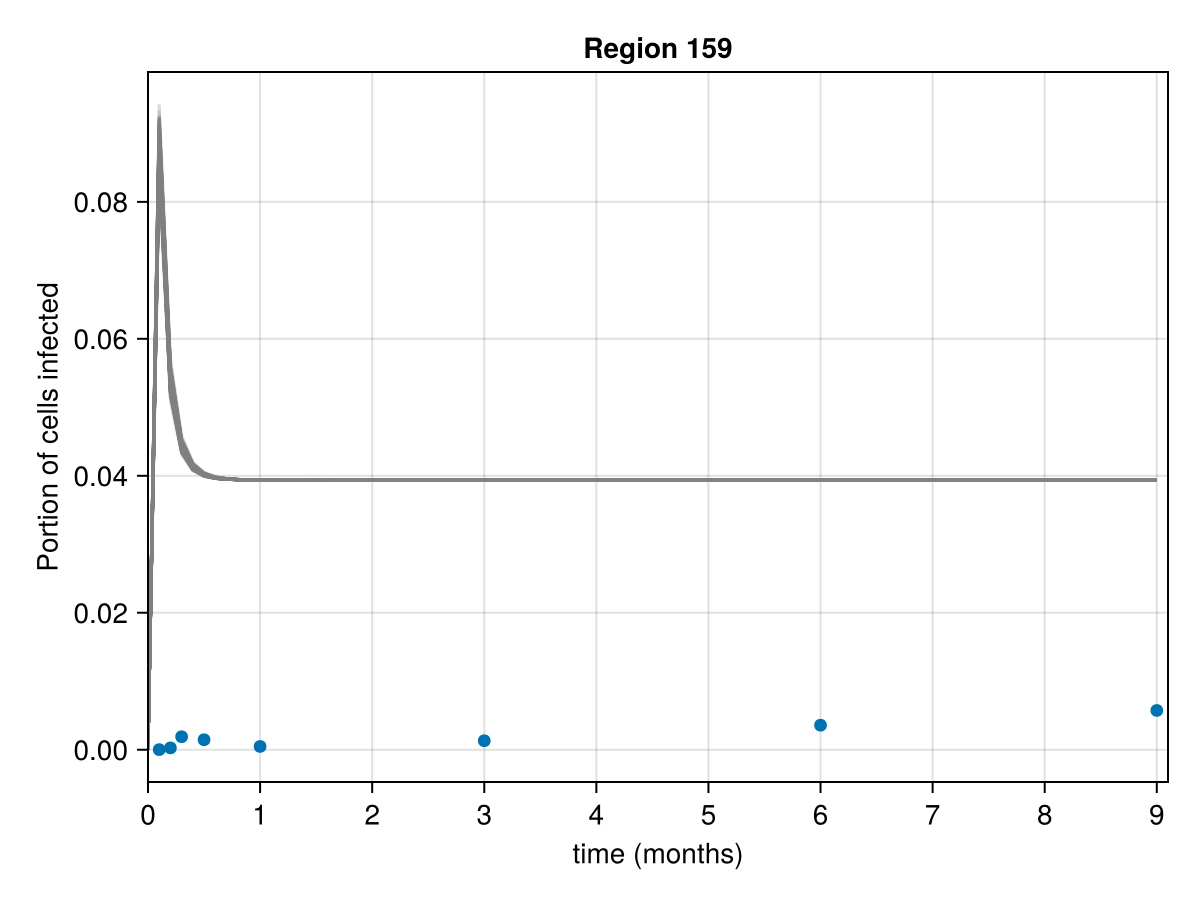 Region 159
Portion of cells infected
0.08
0.06
0.04
0.02
0.00
0 1 2 3 4 5 6 7 8 9
time (months)